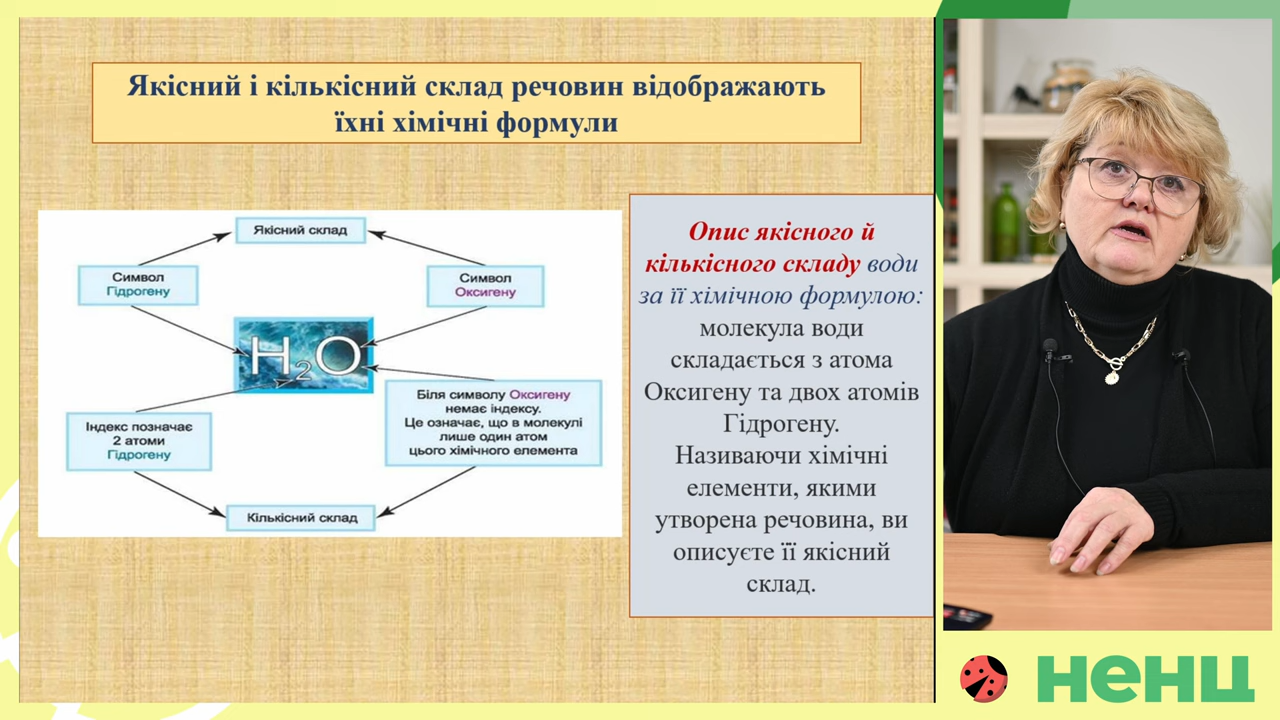 Якісний і кількісний склад речовин відображають
їхні хімічні формули
Якісний склад
Символ
Гідрогену
Символ
Оксигену
H₂O
Індекс позначає
2 атоми
Гідрогену
Біля символу Оксигену
немає індексу.
Це означає, що в молекулі
лише один атом
цього хімічного елемента
Кількісний склад
Опис якісного й
кількісного складу води
за її хімічною формулою:
молекула води
складається з атома
Оксигену та двох атомів
Гідрогену.
Називаючи хімічні
елементи, якими
утворена речовина, ви
описуєте її якісний
склад.
ненц